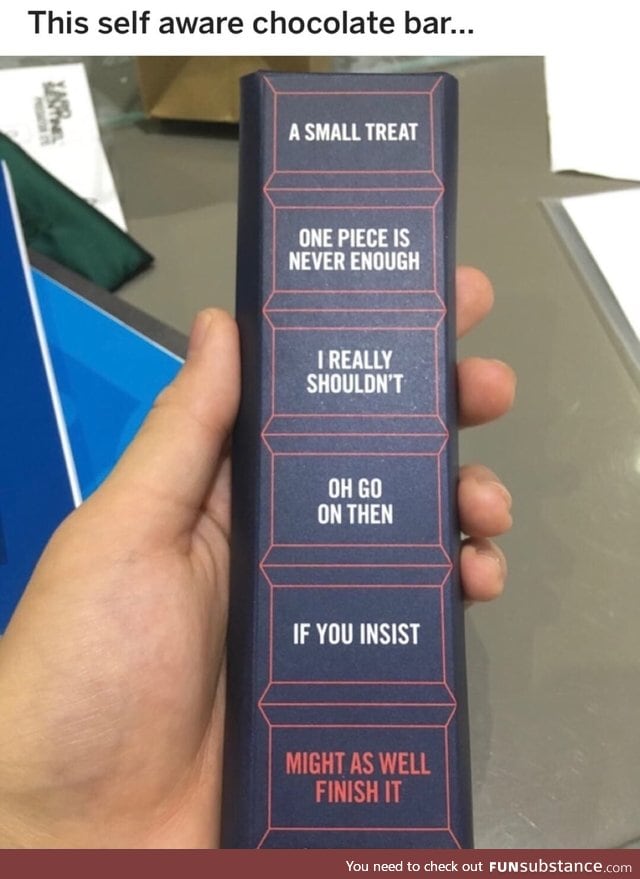 This self aware chocolate bar...
A SMALL TREAT
ONE PIECE IS
NEVER ENOUGH
I REALLY
SHOULDN'T
OH GO
ON THEN
IF YOU INSIST
MIGHT AS WELL
FINISH IT
You need to check out FUNsubstance.com